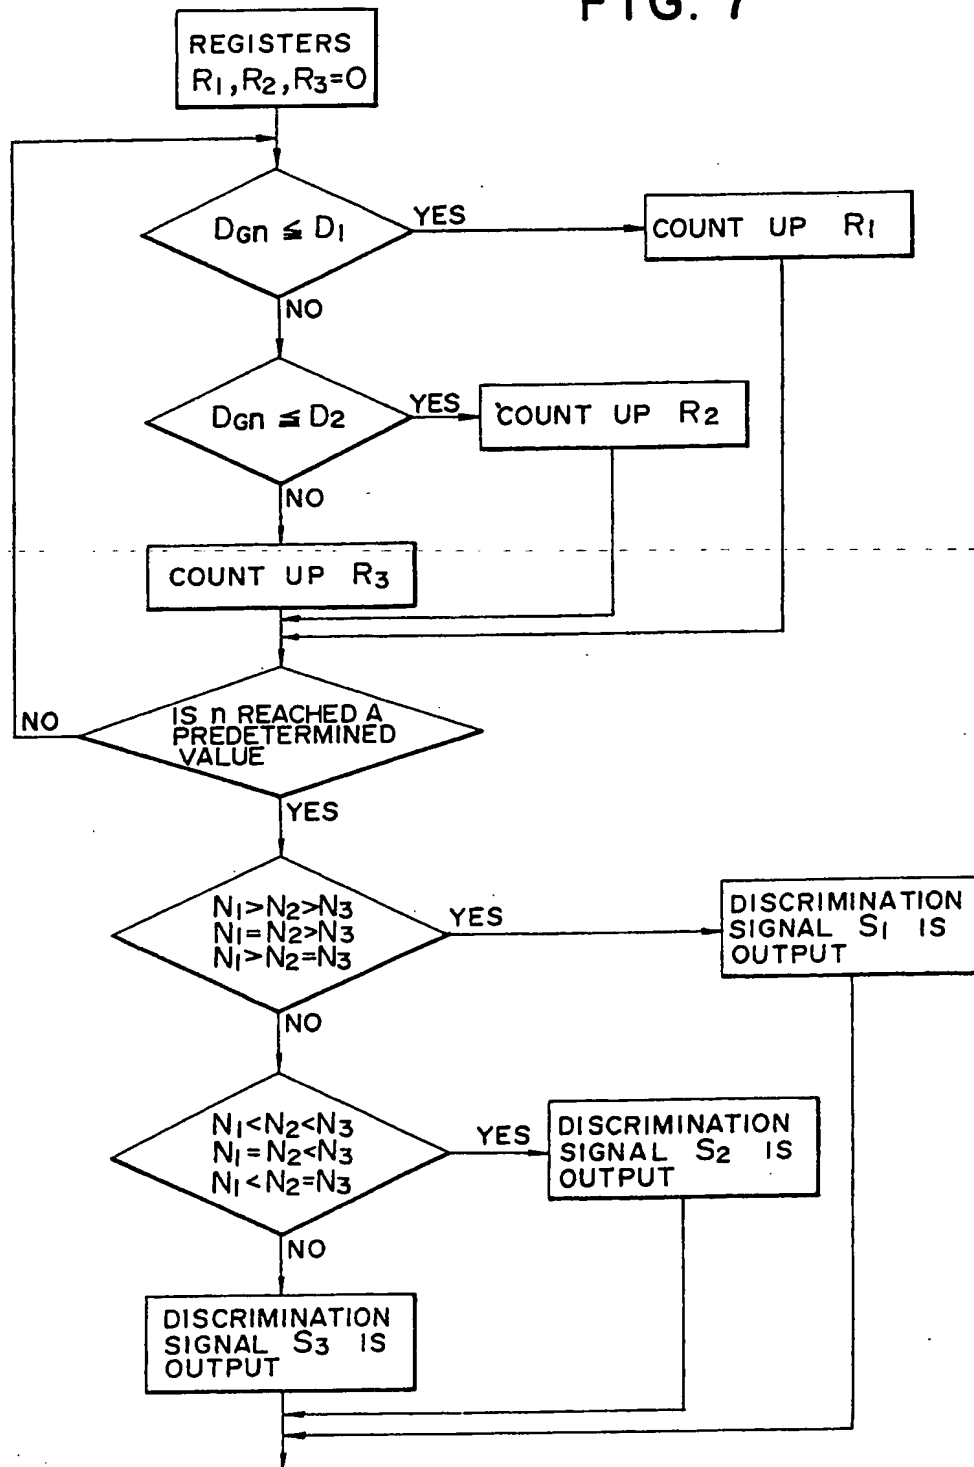 FIG. 7
REGISTERS
R1, R2, R3=0
DGn ≦ D1
YES
COUNT UP R1
NO
DGn ≦ D2
YES
COUNT UP R2
NO
COUNT UP R3
IS n REACHED A
PREDETERMINED
VALUE
NO
YES
N1>N2>N3
N1=N2>N3
N1>N2=N3
YES
DISCRIMINATION
SIGNAL S1 IS
OUTPUT
NO
N1<N2<N3
N1=N2<N3
N1<N2=N3
YES
DISCRIMINATION
SIGNAL S2 IS
OUTPUT
NO
DISCRIMINATION
SIGNAL S3 IS
OUTPUT